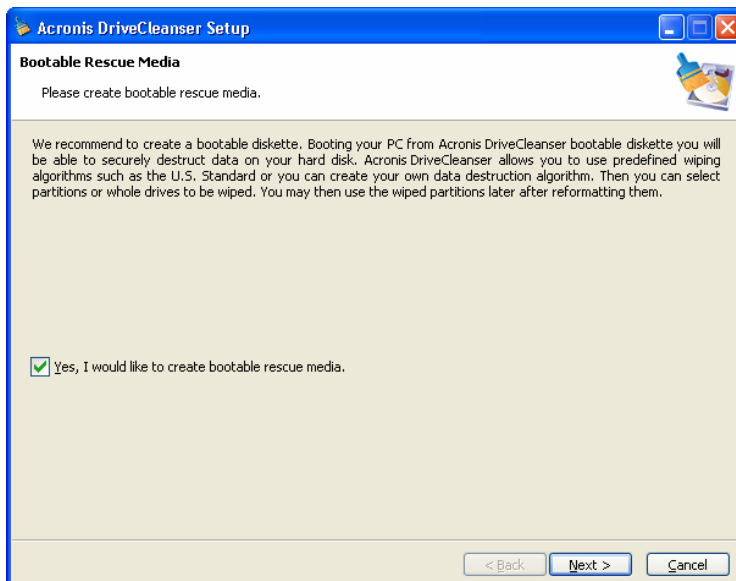 Acronis DriveCleanser Setup
Bootable Rescue Media
Please create bootable rescue media.
We recommend to create a bootable diskette. Booting your PC from Acronis DriveCleanser bootable diskette you will
be able to securely destruct data on your hard disk. Acronis DriveCleanser allows you to use predefined wiping
algorithms such as the U.S. Standard or you can create your own data destruction algorithm. Then you can select
partitions or whole drives to be wiped. You may then use the wiped partitions later after reformatting them.
Yes, I would like to create bootable rescue media.
< Back Next > Cancel